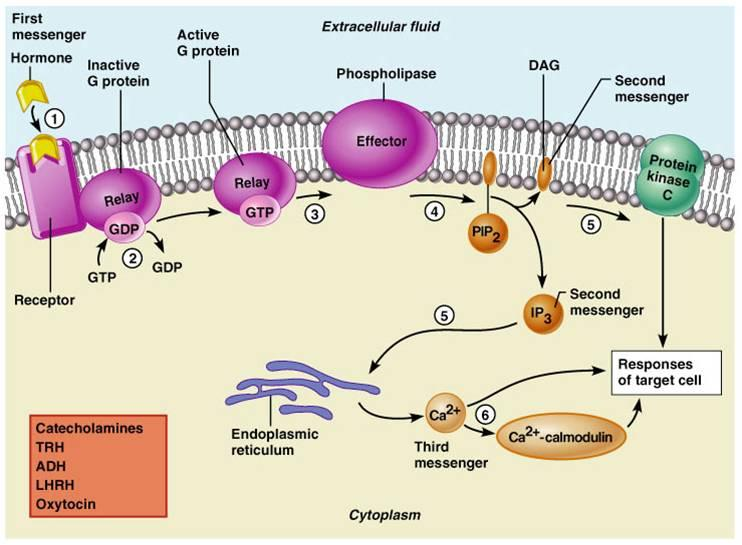 First
messenger
Hormone
Inactive
G protein
Active
G protein
Extracellular fluid
Phospholipase
DAG
Second
messenger
1
Effector
Protein
kinase
C
Relay
GDP
Relay
GTP
3
4
PIP2
5
2
GTP
GDP
Receptor
IP3
Second
messenger
5
Responses
of target cell
Endoplasmic
reticulum
Ca2+
6
Third
messenger
Ca2+-calmodulin
Catecholamines
TRH
ADH
LHRH
Oxytocin
Cytoplasm